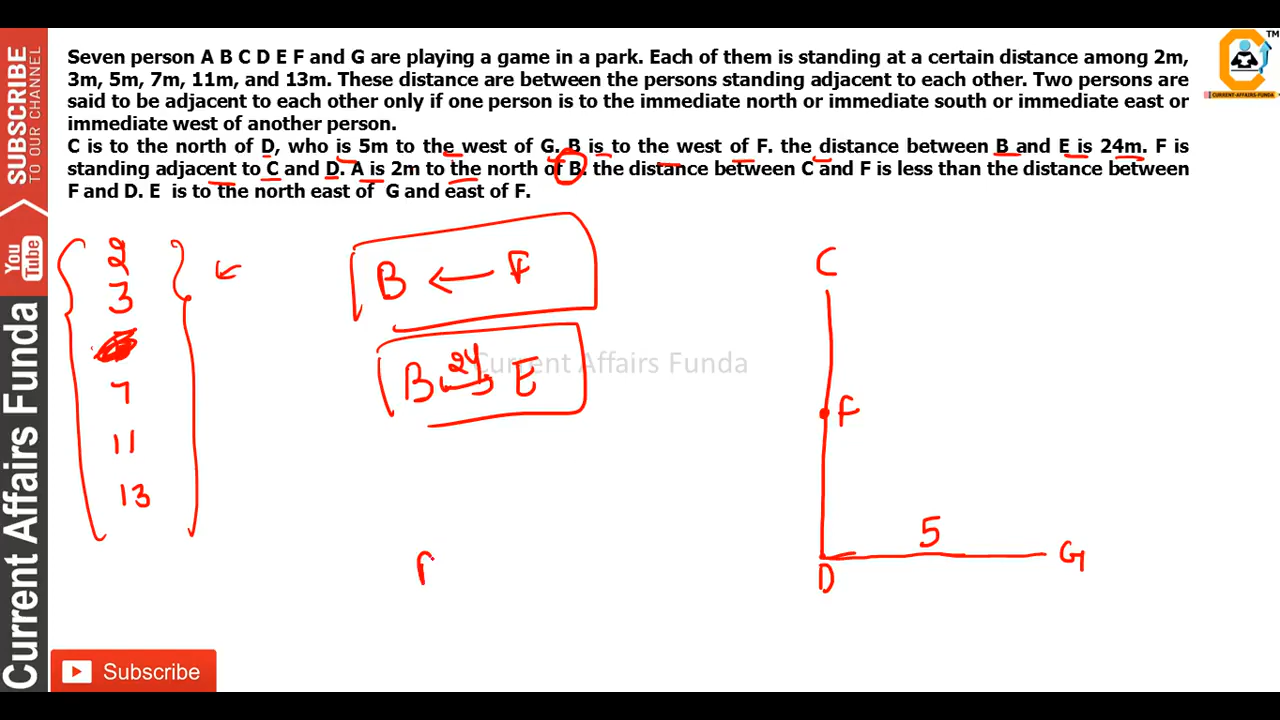 Seven person A B C D E F and G are playing a game in a park. Each of them is standing at a certain distance among 2m,
3m, 5m, 7m, 11m, and 13m. These distance are between the persons standing adjacent to each other. Two persons are
said to be adjacent to each other only if one person is to the immediate north or immediate south or immediate east or
immediate west of another person.
C is to the north of D, who is 5m to the west of G. B is to the west of F. the distance between B and E is 24m. F is
standing adjacent to C and D. A is 2m to the north of B. the distance between C and F is less than the distance between
F and D. E is to the north east of G and east of F.
2
3
7
11
13
B ← F
B 24 E
C
F
5
D
G
Current Affairs Funda
SUBSCRIBE
TO OUR CHANNEL
You
Tube
Current Affairs Funda
Subscribe
TM
CURRENT-AFFAIRS-FUNDA